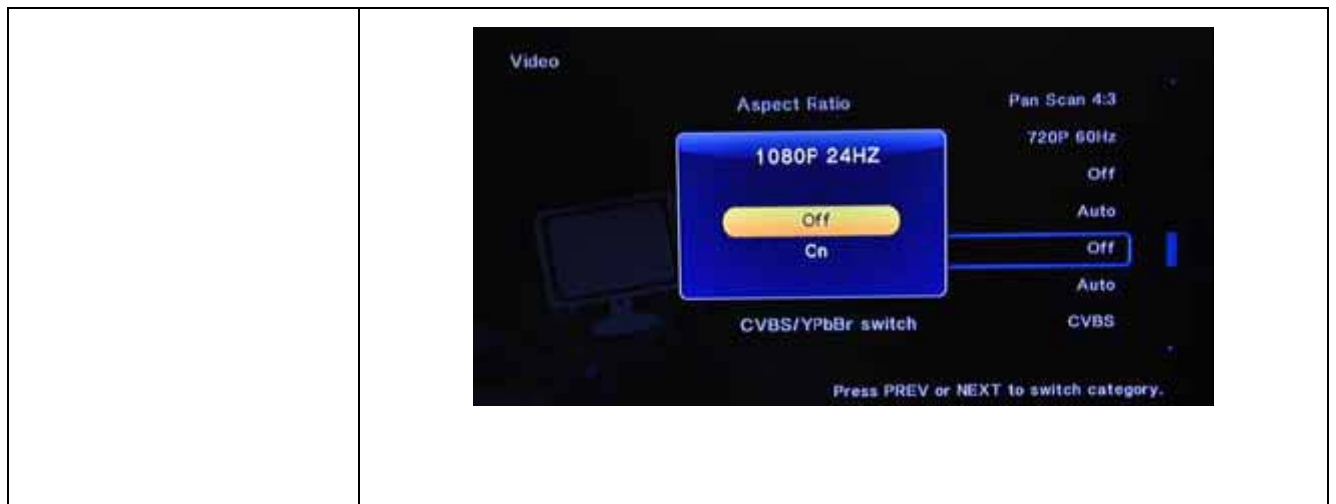 Video
Aspect Ratio Pan Scan 4:3
720P 60Hz
1080P 24HZ
Off
Auto
Off
Off
On
Auto
CVBS/YPbBr switch CVBS
Press PREV or NEXT to switch category.